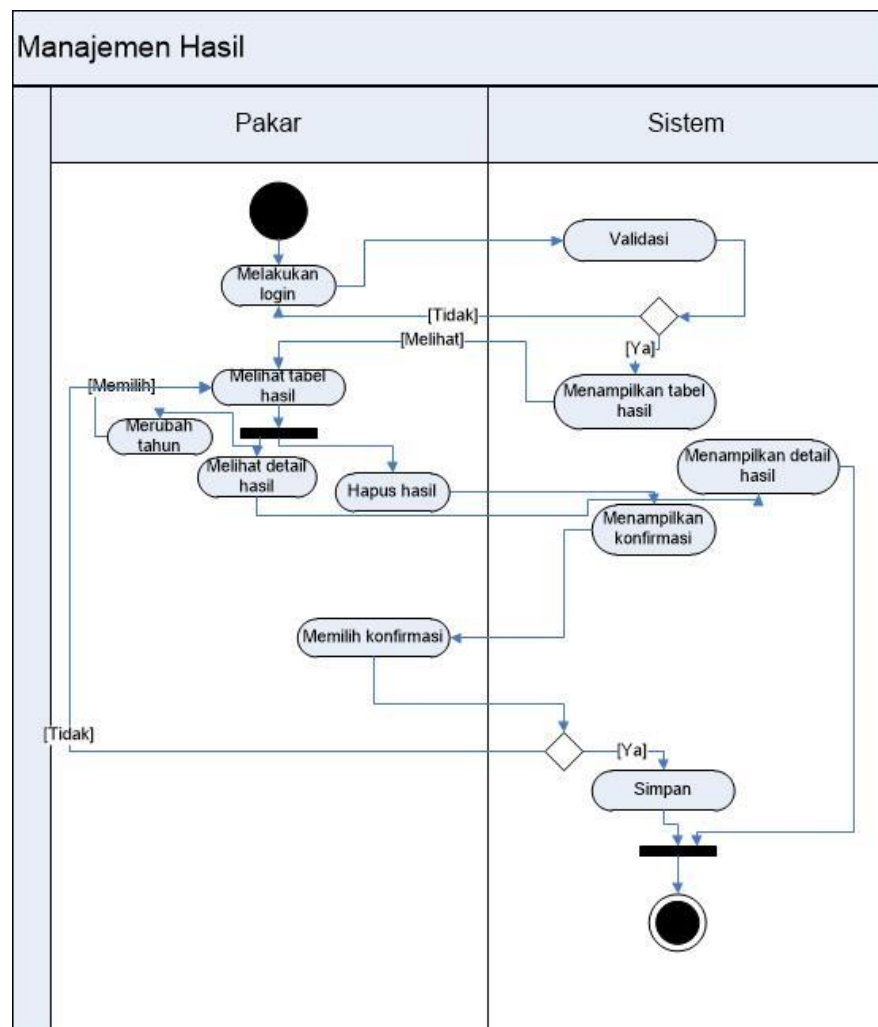 Manajemen Hasil
Pakar
Sistem
Validasi
Melakukan
login
[Tidak]
[Melihat]
[Ya]
Melihat tabel
hasil
[Memilih]
Menampilkan tabel
hasil
Merubah
tahun
Melihat detail
hasil
Hapus hasil
Menampilkan detail
hasil
Menampilkan
konfirmasi
Memilih konfirmasi
[Tidak]
[Ya]
Simpan